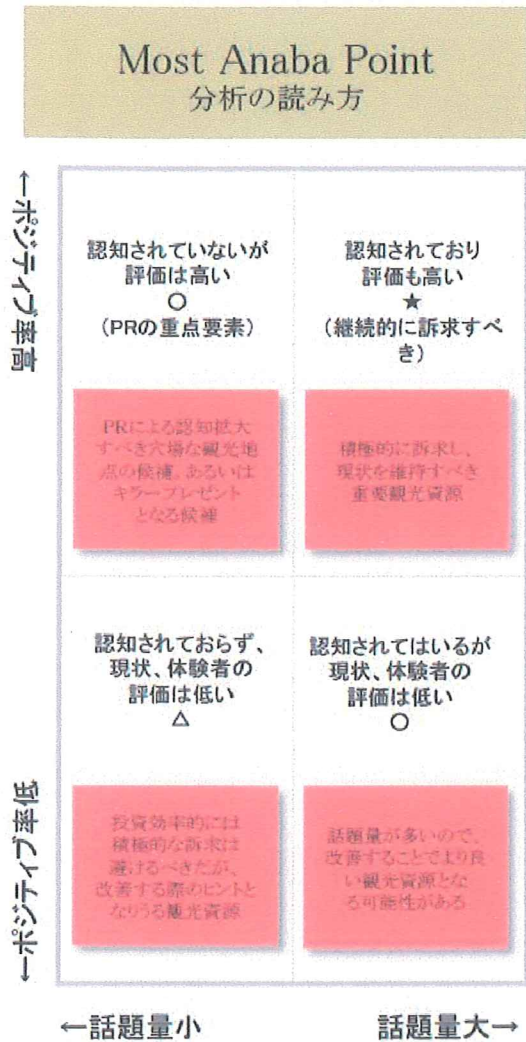 Most Anaba Point
分析の読み方
←ポジティブ率高
認知されていないが
評価は高い
○
(PRの重点要素)
PRによる認知拡大
すべき穴場な観光地
点の候補。あるいは
キラープレゼント
となる候補
認知されており
評価も高い
★
(継続的に訴求すべ
き)
積極的に訴求し、
現状を維持すべき
重要観光資源
←ポジティブ率低
認知されておらず、
現状、体験者の
評価は低い
△
投資効率的には
積極的な訴求は
避けるべきだが、
改善する際のヒントと
なりうる観光資源
認知されてはいるが
現状、体験者の
評価は低い
○
話題量が多いので、
改善することでより良
い観光資源とな
る可能性がある
←話題量小
話題量大→